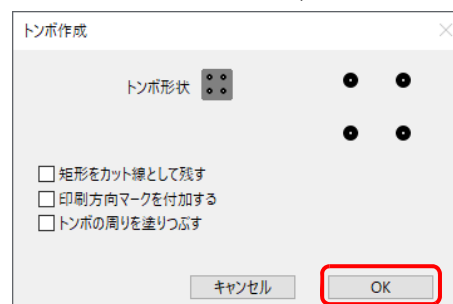 トンボ作成
トンボ形状
矩形をカット線として残す
印刷方向マークを付加する
トンボの周りを塗りつぶす
キャンセル
OK